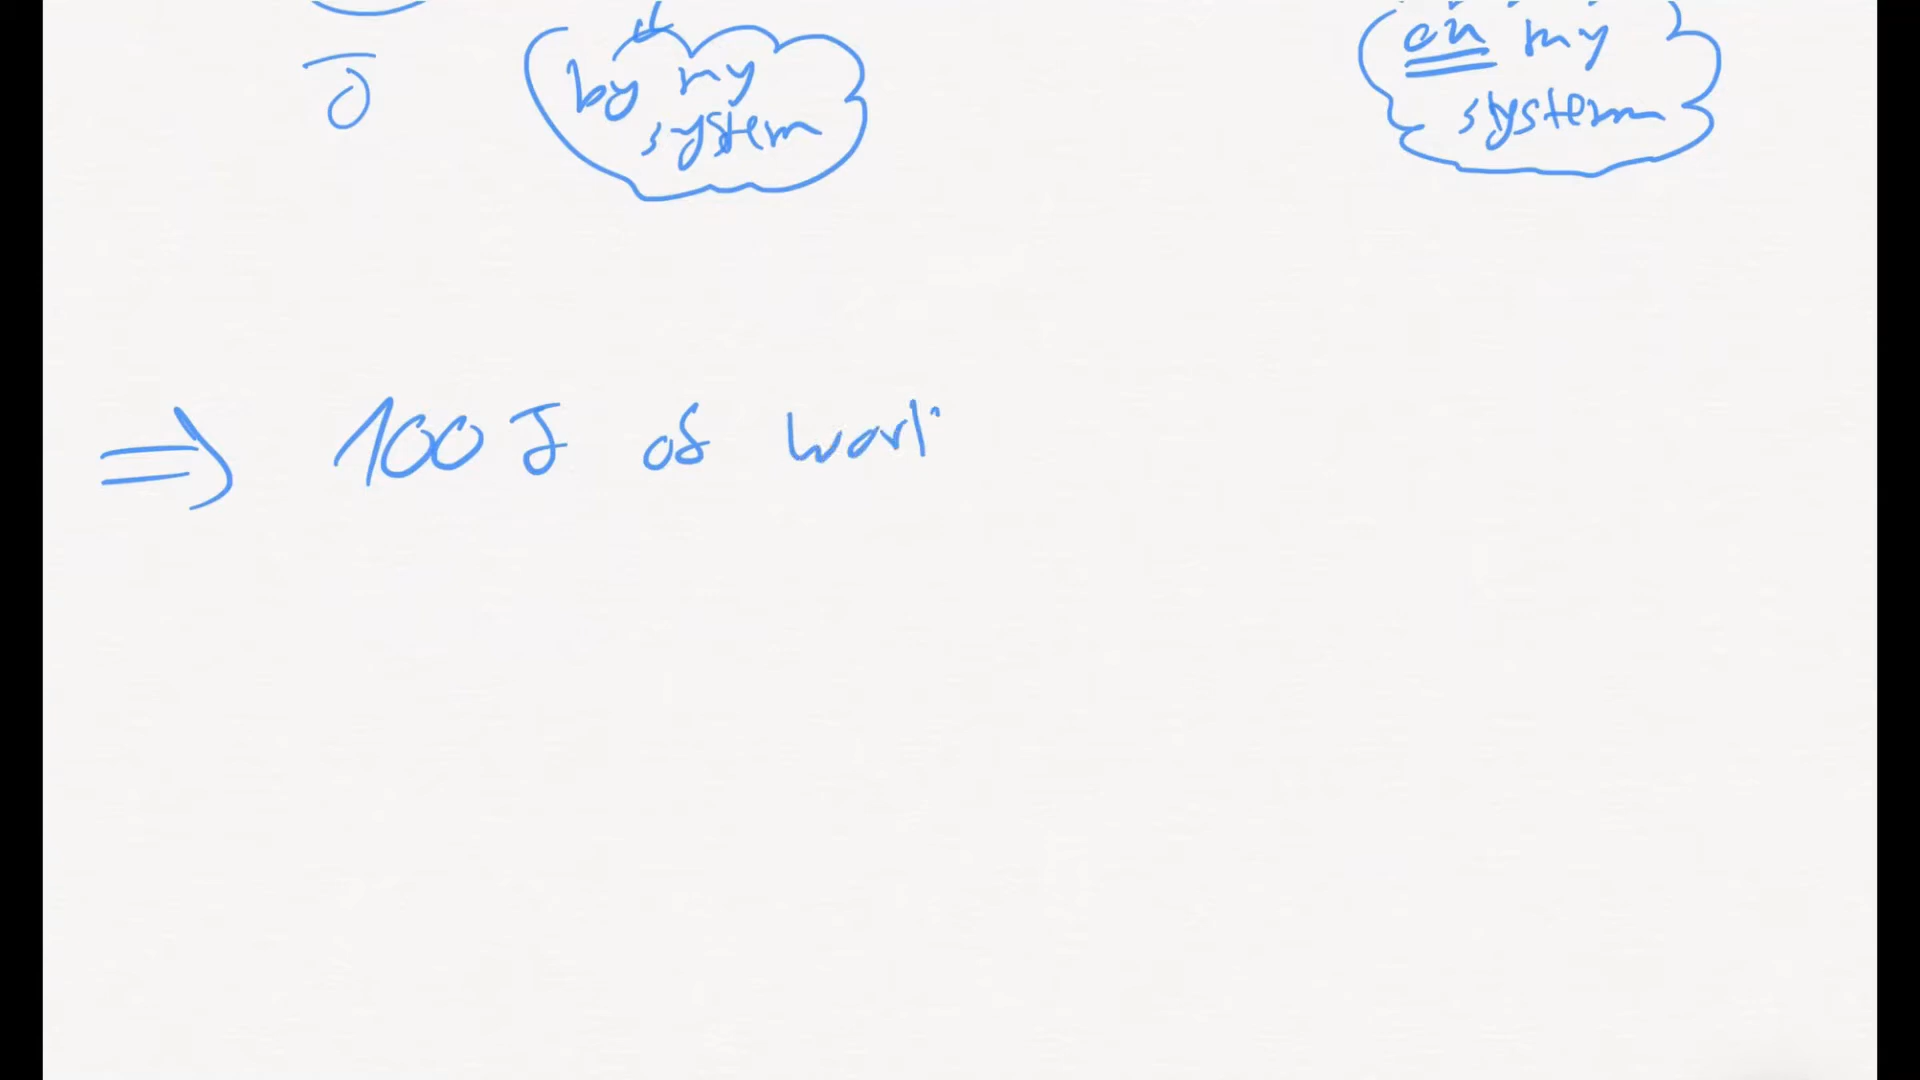 on my
by my
J
system
system
⇒ 100 J of work